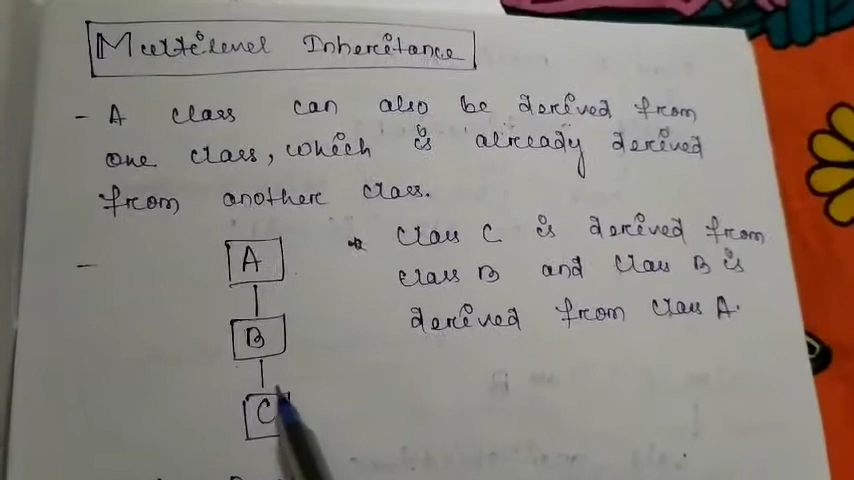 Multilevel Inheritance
- A class can also be derived from
one class, which is already derived
from another class.
- A
B
C
* Class C is derived from
class B and class B is
derived from class A.